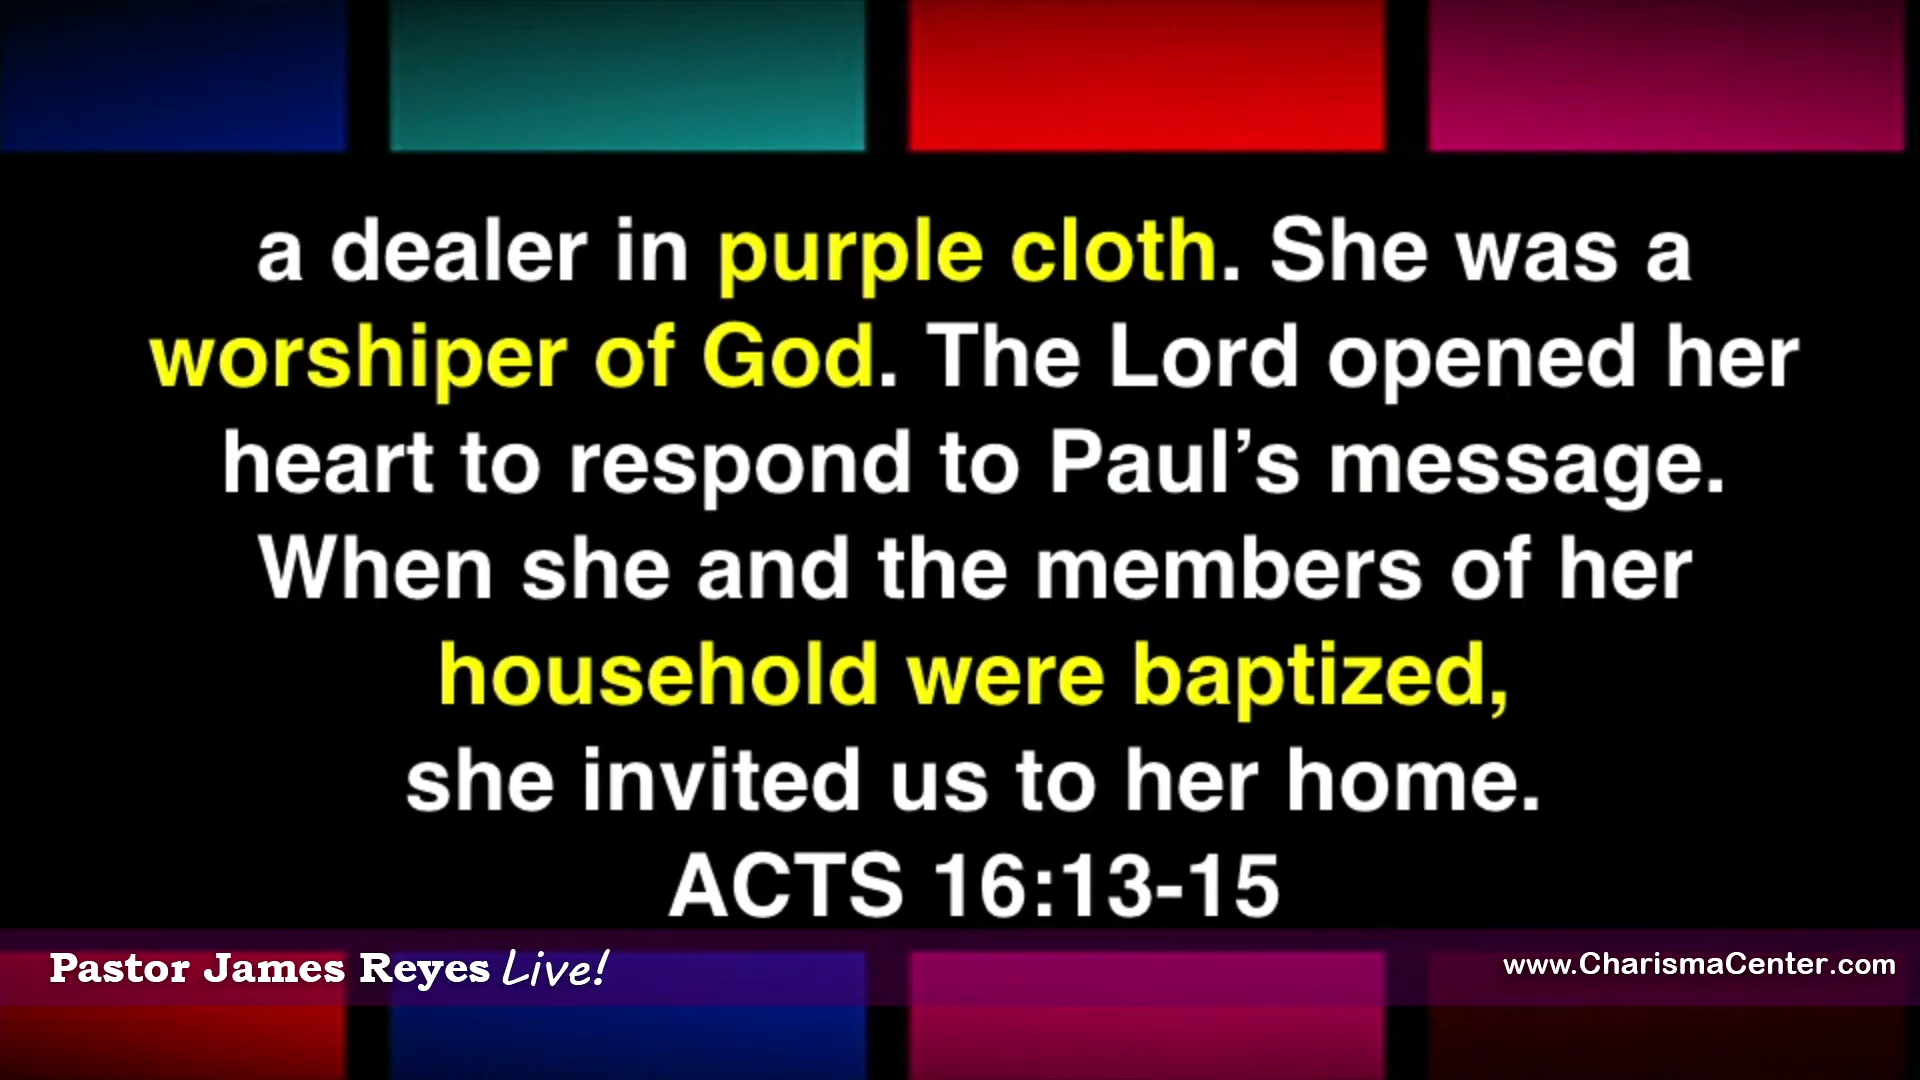 a dealer in purple cloth. She was a
worshiper of God. The Lord opened her
heart to respond to Paul’s message.
When she and the members of her
household were baptized,
she invited us to her home.
ACTS 16:13-15
Pastor James Reyes Live!
www.CharismaCenter.com